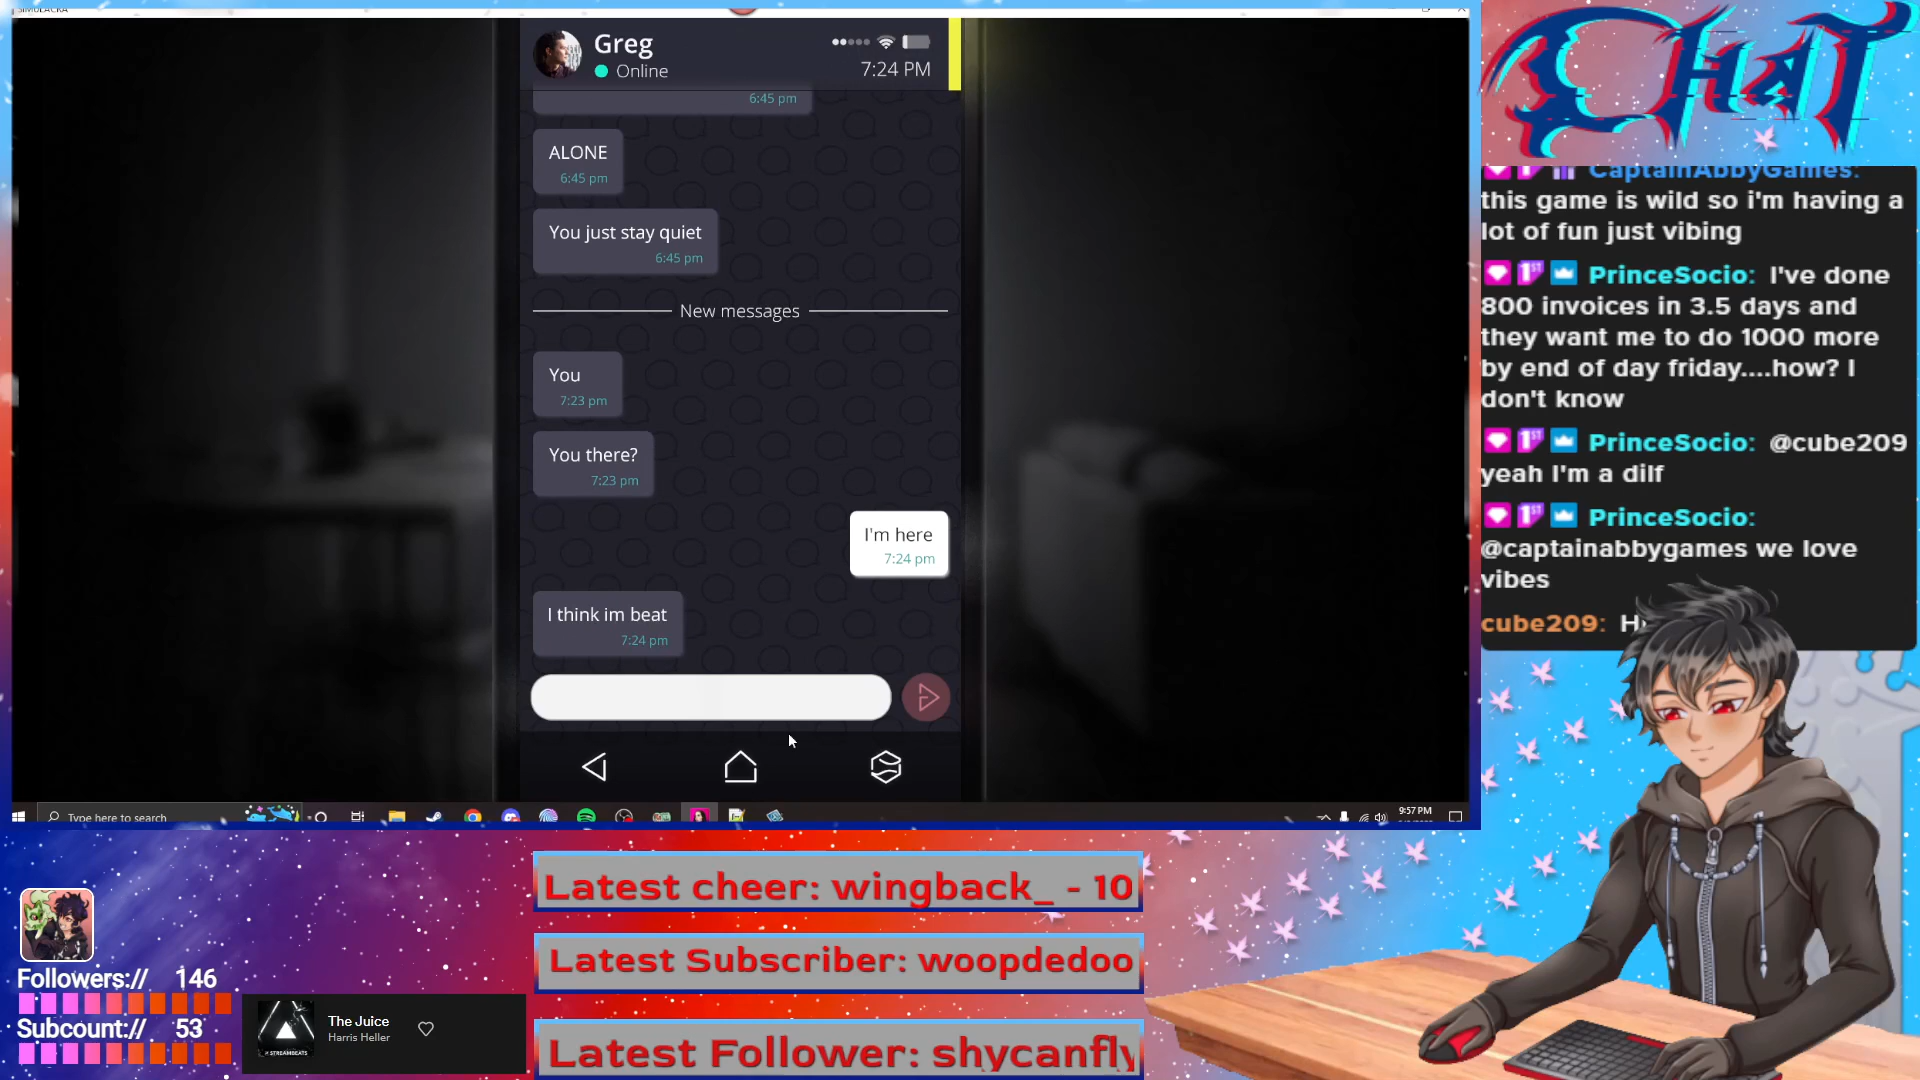 SIMULACRA
Greg
Online
7:24 PM
6:45 pm
ALONE
6:45 pm
You just stay quiet
6:45 pm
New messages
You
7:23 pm
You there?
7:23 pm
I'm here
7:24 pm
I think im beat
7:24 pm
Type here to search
9:57 PM
CHAT
CaptainAbbyGames:
this game is wild so i'm having a
lot of fun just vibing
PrinceSocio: I've done
800 invoices in 3.5 days and
they want me to do 1000 more
by end of day friday....how? I
don't know
PrinceSocio: @cube209
yeah I'm a dilf
PrinceSocio:
@captainabbygames we love
vibes
cube209:
Latest cheer: wingback_ - 10
Latest Subscriber: woopdedoo
Latest Follower: shycanfly
Followers:// 146
Subcount:// 53
STREAMBEATS
The Juice
Harris Heller